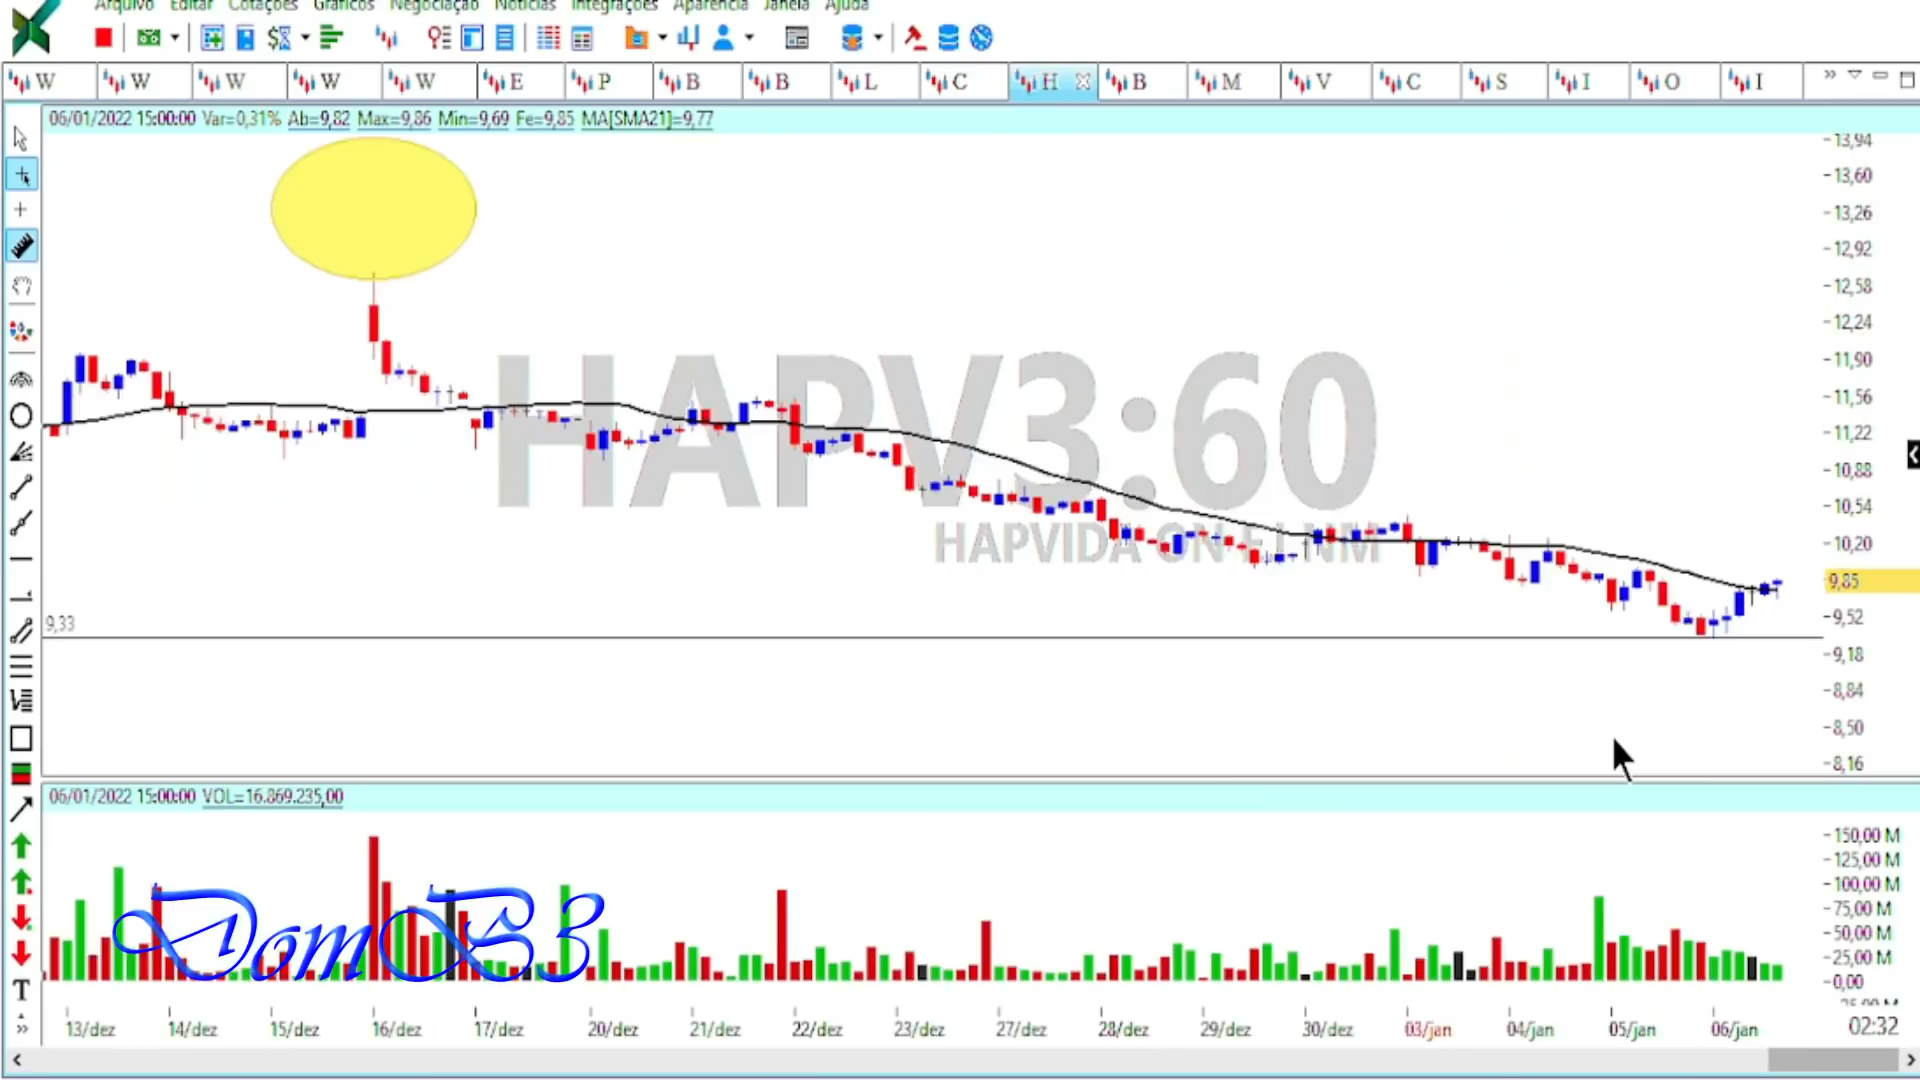 Arquivo Editar Cotações Gráficos Negociação Notícias Integrações Aparência Janela Ajuda
W W W W W E P B B L C H B M V C S I O I
06/01/2022 15:00:00 Var=0,31% Ab=9,82 Max=9,86 Min=9,69 Fe=9,85 MA[SMA21]=9,77
13,94
13,60
13,26
12,92
12,58
12,24
11,90
11,56
11,22
10,88
10,54
10,20
9,85
9,52
9,18
8,84
8,50
8,16
HAPV3:60
HAPVIDA ON EJ NM
9,33
06/01/2022 15:00:00 VOL=16.869.235,00
150,00 M
125,00 M
100,00 M
75,00 M
50,00 M
25,00 M
0,00
DomB3
T
13/dez 14/dez 15/dez 16/dez 17/dez 20/dez 21/dez 22/dez 23/dez 27/dez 28/dez 29/dez 30/dez 03/jan 04/jan 05/jan 06/jan 02:32